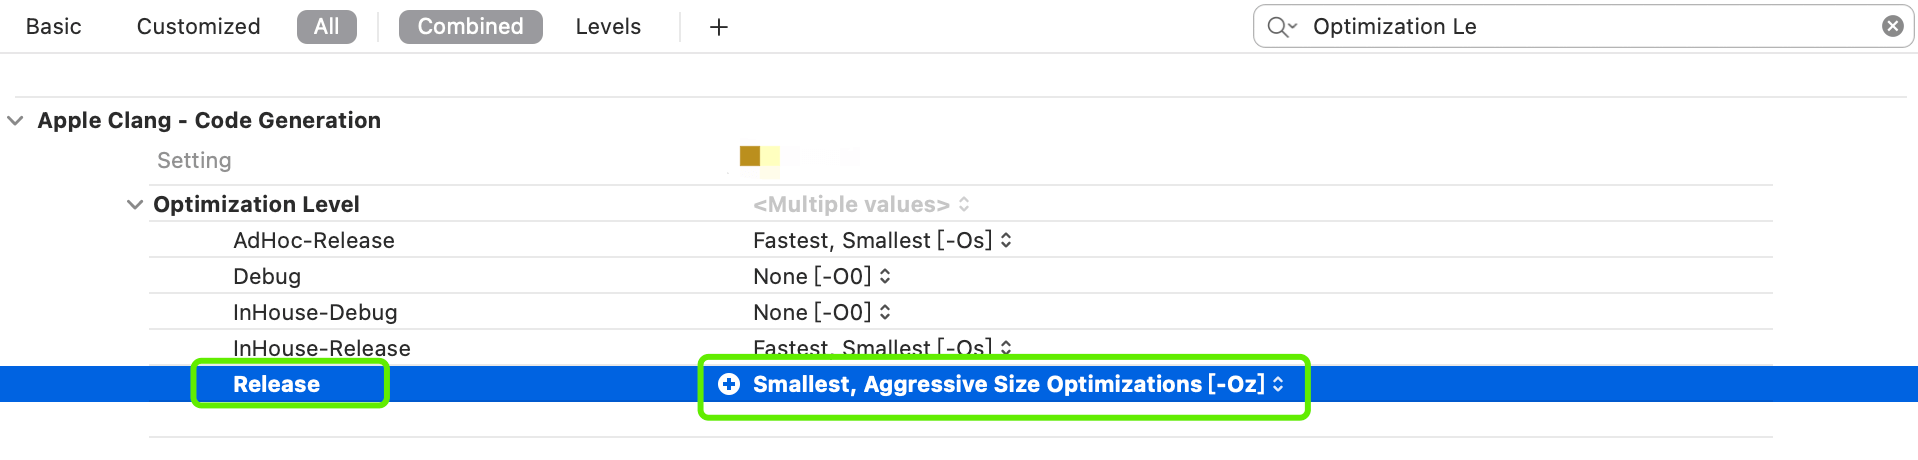 Basic Customized All Combined Levels + Optimization Le
Apple Clang - Code Generation
Setting
Optimization Level <Multiple values>
AdHoc-Release Fastest, Smallest [-Os]
Debug None [-O0]
InHouse-Debug None [-O0]
InHouse-Release Fastest, Smallest [-Os]
Release Smallest, Aggressive Size Optimizations [-Oz]